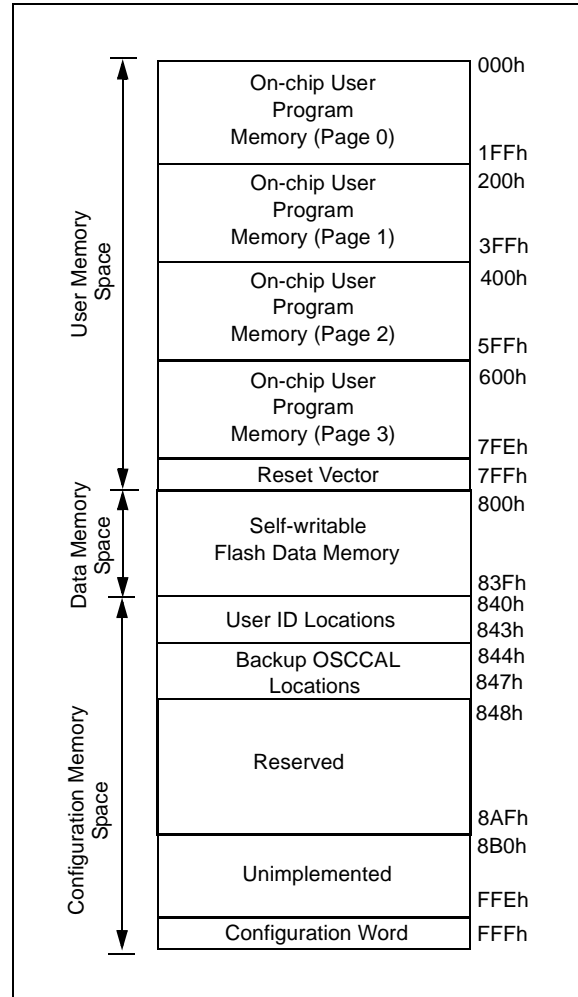 000h
On-chip User
Program
Memory (Page 0)
1FFh
200h
On-chip User
Program
Memory (Page 1)
3FFh
400h
On-chip User
Program
Memory (Page 2)
5FFh
600h
On-chip User
Program
Memory (Page 3)
7FEh
Reset Vector
7FFh
User Memory
Space
800h
Self-writable
Flash Data Memory
83Fh
Data Memory
Space
840h
User ID Locations
843h
Backup OSCCAL
Locations
844h
847h
848h
Reserved
8AFh
8B0h
Unimplemented
FFEh
Configuration Word
FFFh
Configuration Memory
Space